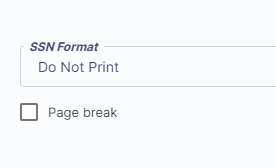 SSN Format
Do Not Print
Page break